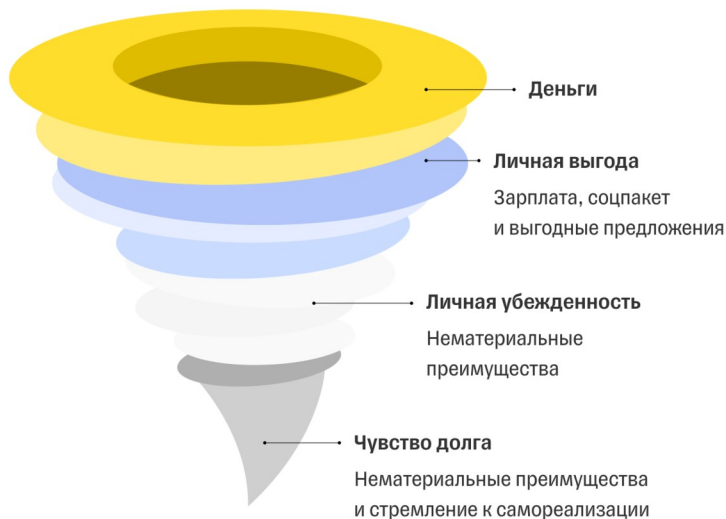 Деньги
Личная выгода
Зарплата, соцпакет
и выгодные предложения
Личная убежденность
Нематериальные
преимущества
Чувство долга
Нематериальные преимущества
и стремление к самореализации